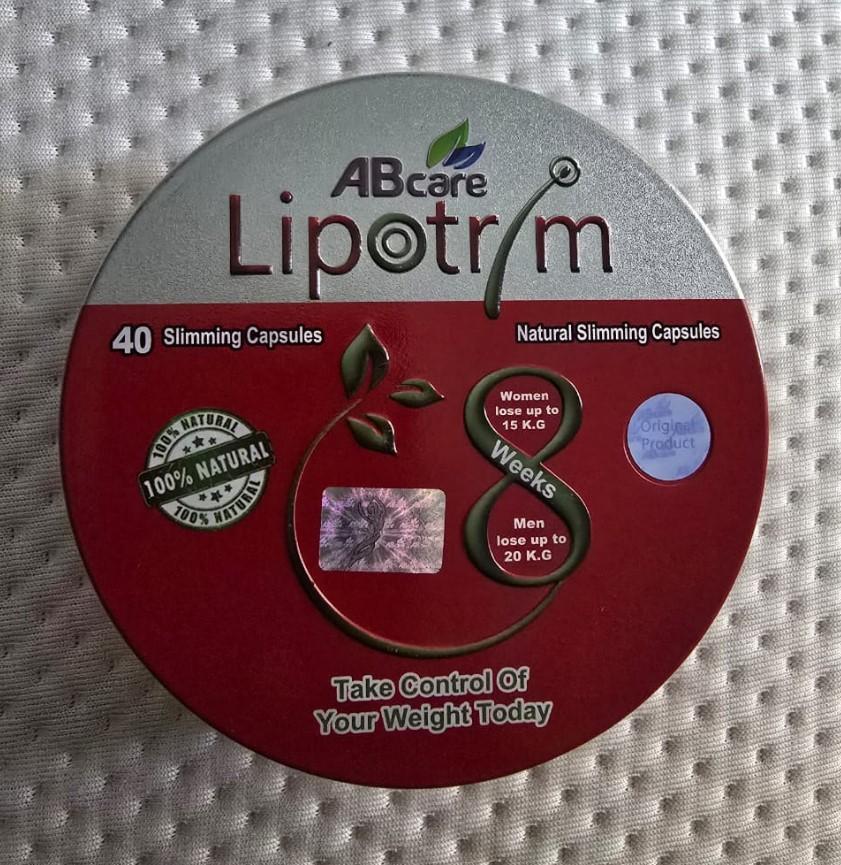 ABcare
Lipotrim
40 Slimming Capsules
Natural Slimming Capsules
100% NATURAL
100% NATURAL
100% NATURAL
Women
lose up to
15 K.G
Weeks
8
Men
lose up to
20 K.G
Original
Product
Take Control Of
Your Weight Today